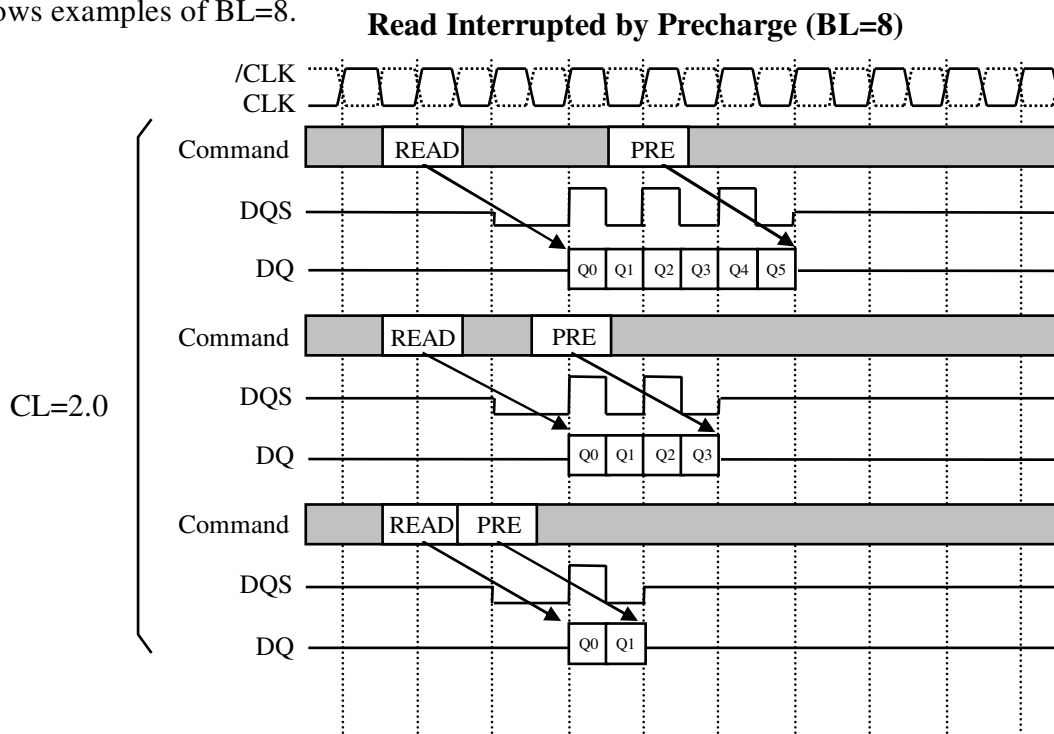 ows examples of BL=8.
Read Interrupted by Precharge (BL=8)
/CLK
CLK
Command READ PRE
DQS
DQ Q0 Q1 Q2 Q3 Q4 Q5
Command READ PRE
CL=2.0
DQS
DQ Q0 Q1 Q2 Q3
Command READ PRE
DQS
DQ Q0 Q1